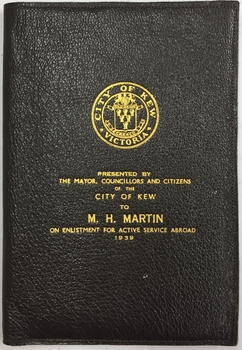 CITY OF KEW
VICTORIA
PRESENTED BY
THE MAYOR, COUNCILLORS AND CITIZENS
OF THE
CITY OF KEW
TO
M. H. MARTIN
ON ENLISTMENT FOR ACTIVE SERVICE ABROAD
1939